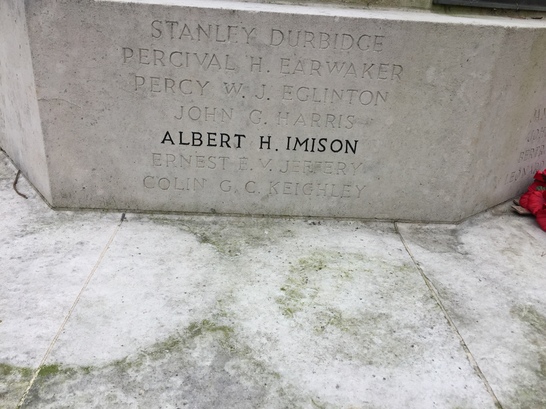 STANLEY DURBIDGE
PERCIVAL H. EARWAKER
PERCY W. J. EGLINTON
JOHN G. HARRIS
ALBERT H. IMISON
ERNEST E. V. JEFFERY
COLIN G. C. KEIGHLEY